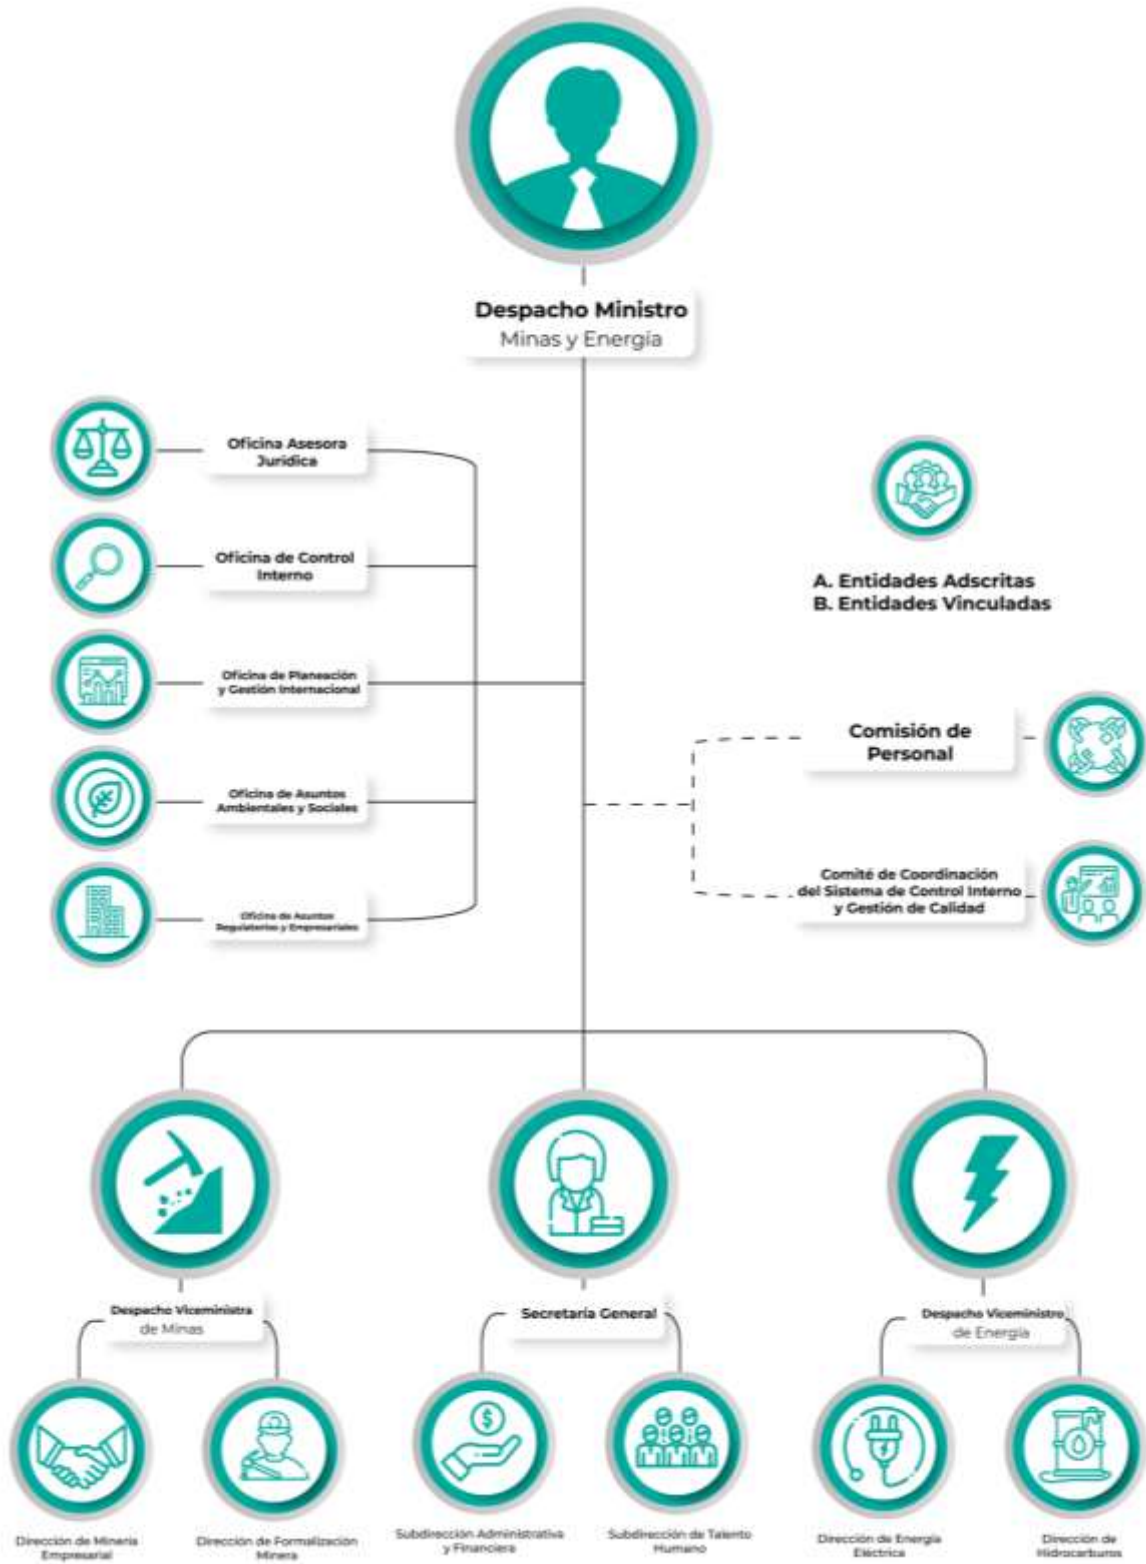 Despacho Ministro
Minas y Energía
Oficina Asesora
Jurídica
Oficina de Control
Interno
Oficina de Planeación
y Gestión Internacional
Oficina de Asuntos
Ambientales y Sociales
Oficina de Asuntos
Regulatorios y Empresariales
A. Entidades Adscritas
B. Entidades Vinculadas
Comisión de
Personal
Comité de Coordinación
del Sistema de Control Interno
y Gestión de Calidad
Despacho Viceministra
de Minas
Secretaría General
Despacho Viceministro
de Energía
Dirección de Minería
Empresarial
Dirección de Formalización
Minera
Subdirección Administrativa
y Financiera
Subdirección de Talento
Humano
Dirección de Energía
Eléctrica
Dirección de
Hidrocarburos